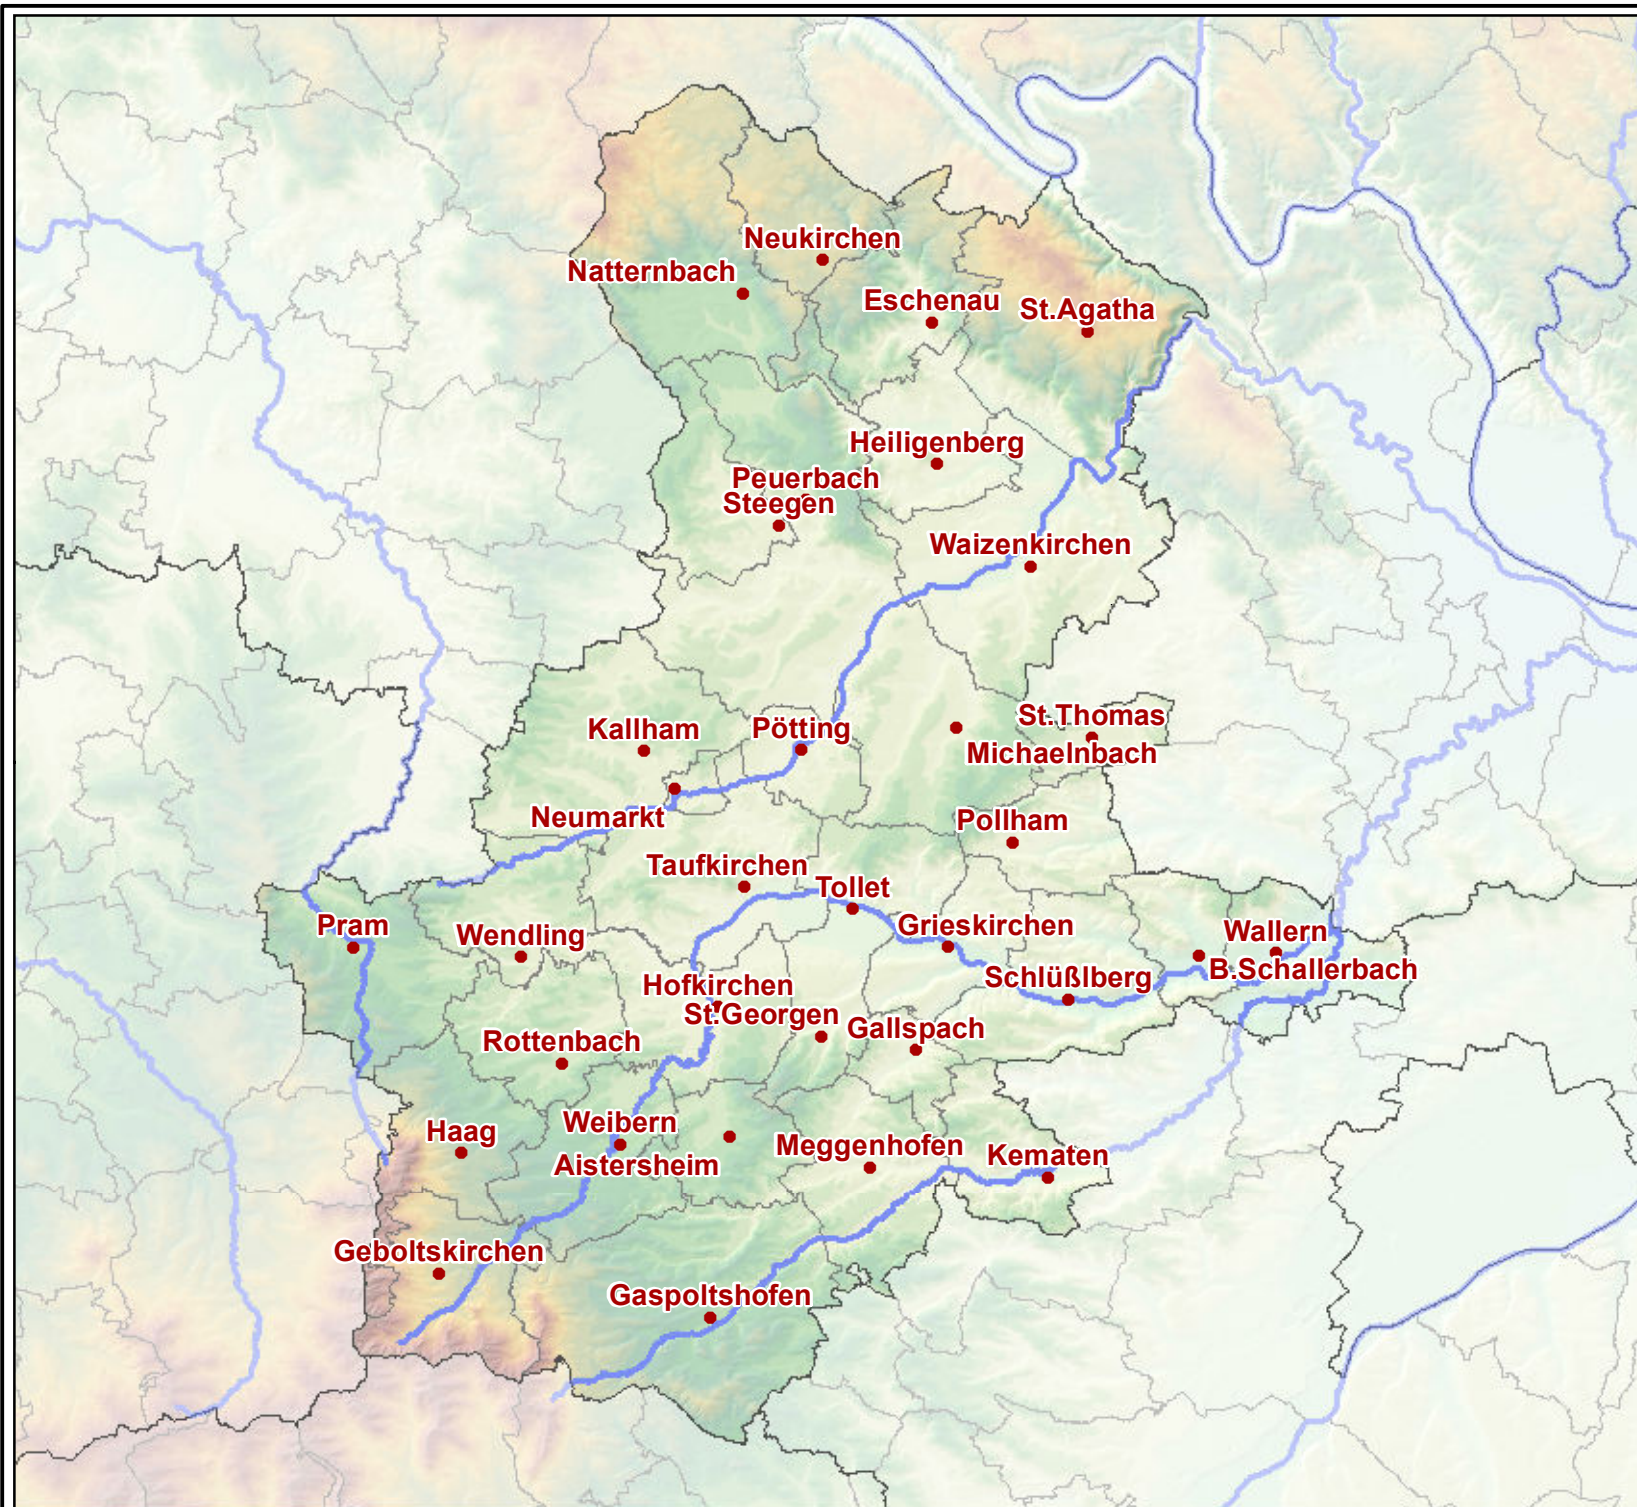 Neukirchen
Natternbach
Eschenau
St.Agatha
Heiligenberg
Peuerbach
Steegen
Waizenkirchen
St.Thomas
Kallham
Pötting
Michaelnbach
Neumarkt
Pollham
Taufkirchen
Tollet
Pram
Wendling
Grieskirchen
Wallern
B.Schallerbach
Schlüßlberg
Hofkirchen
St.Georgen
Gallspach
Rottenbach
Weibern
Haag
Meggenhofen
Kematen
Aistersheim
Geboltskirchen
Gaspoltshofen